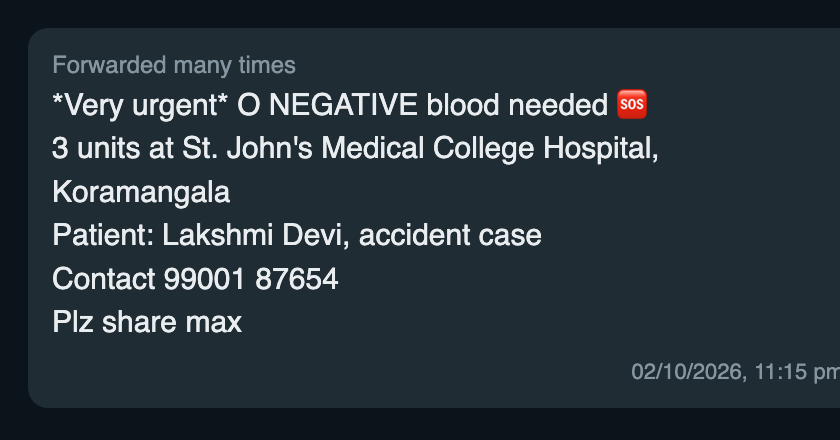 Forwarded many times
*Very urgent* O NEGATIVE blood needed 🆘
3 units at St. John's Medical College Hospital,
Koramangala
Patient: Lakshmi Devi, accident case
Contact 99001 87654
Plz share max
02/10/2026, 11:15 pm